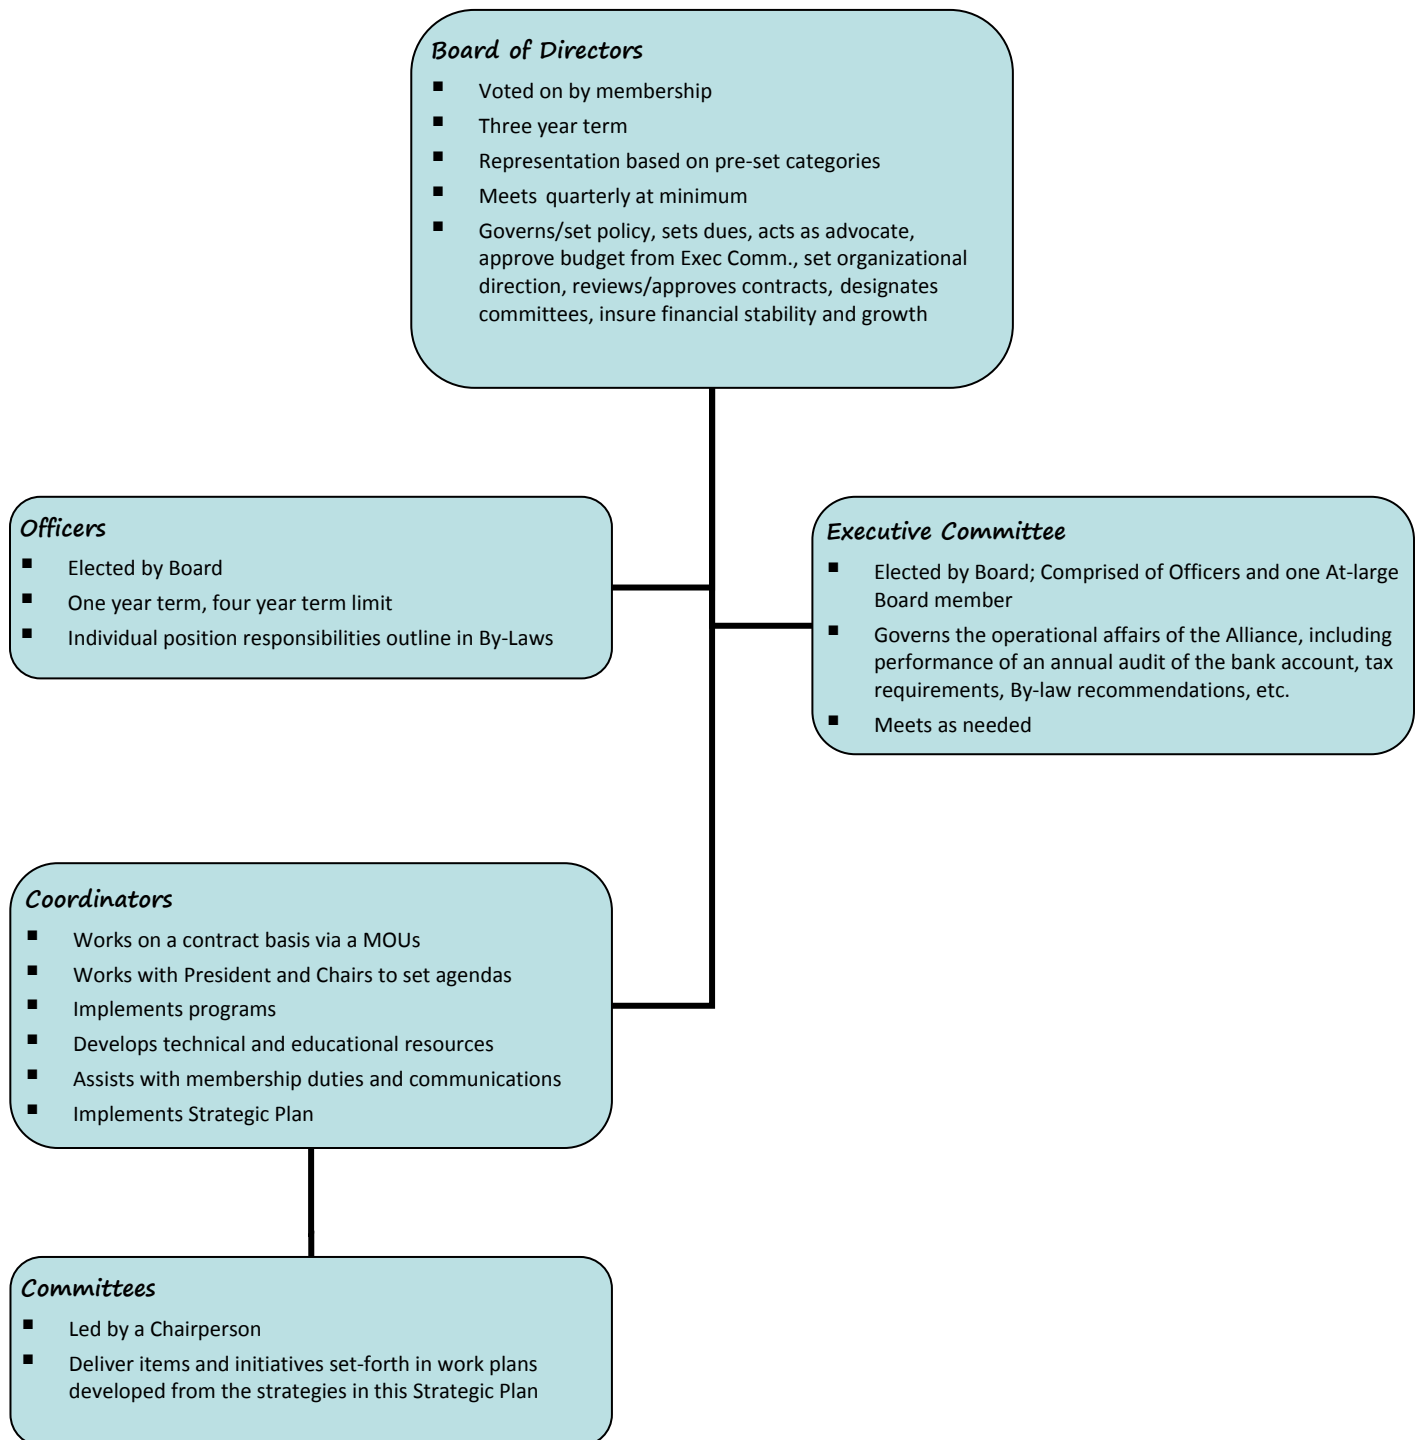 Board of Directors
▪ Voted on by membership
▪ Three year term
▪ Representation based on pre-set categories
▪ Meets quarterly at minimum
▪ Governs/set policy, sets dues, acts as advocate,
approve budget from Exec Comm., set organizational
direction, reviews/approves contracts, designates
committees, insure financial stability and growth
Officers
▪ Elected by Board
▪ One year term, four year term limit
▪ Individual position responsibilities outline in By-Laws
Executive Committee
▪ Elected by Board; Comprised of Officers and one At-large
Board member
▪ Governs the operational affairs of the Alliance, including
performance of an annual audit of the bank account, tax
requirements, By-law recommendations, etc.
▪ Meets as needed
Coordinators
▪ Works on a contract basis via a MOUs
▪ Works with President and Chairs to set agendas
▪ Implements programs
▪ Develops technical and educational resources
▪ Assists with membership duties and communications
▪ Implements Strategic Plan
Committees
▪ Led by a Chairperson
▪ Deliver items and initiatives set-forth in work plans
developed from the strategies in this Strategic Plan